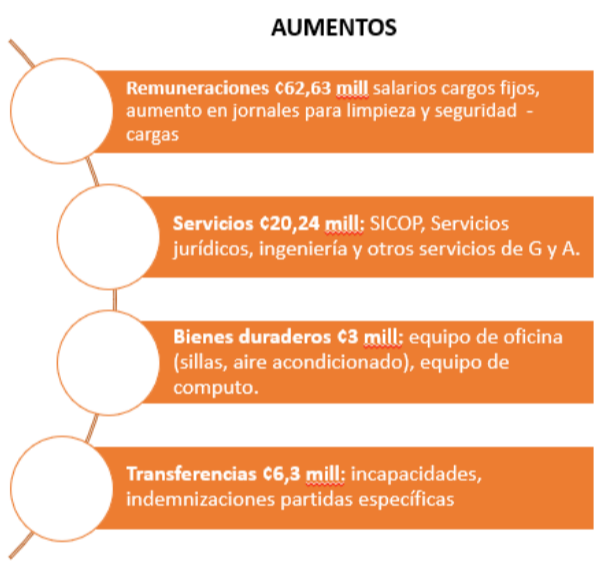 AUMENTOS
Remuneraciones ¢62,63 mill salarios cargos fijos,
aumento en jornales para limpieza y seguridad -
cargas
Servicios ¢20,24 mill: SICOP, Servicios
jurídicos, ingeniería y otros servicios de G y A.
Bienes duraderos ¢3 mill: equipo de oficina
(sillas, aire acondicionado), equipo de
computo.
Transferencias ¢6,3 mill: incapacidades,
indemnizaciones partidas específicas